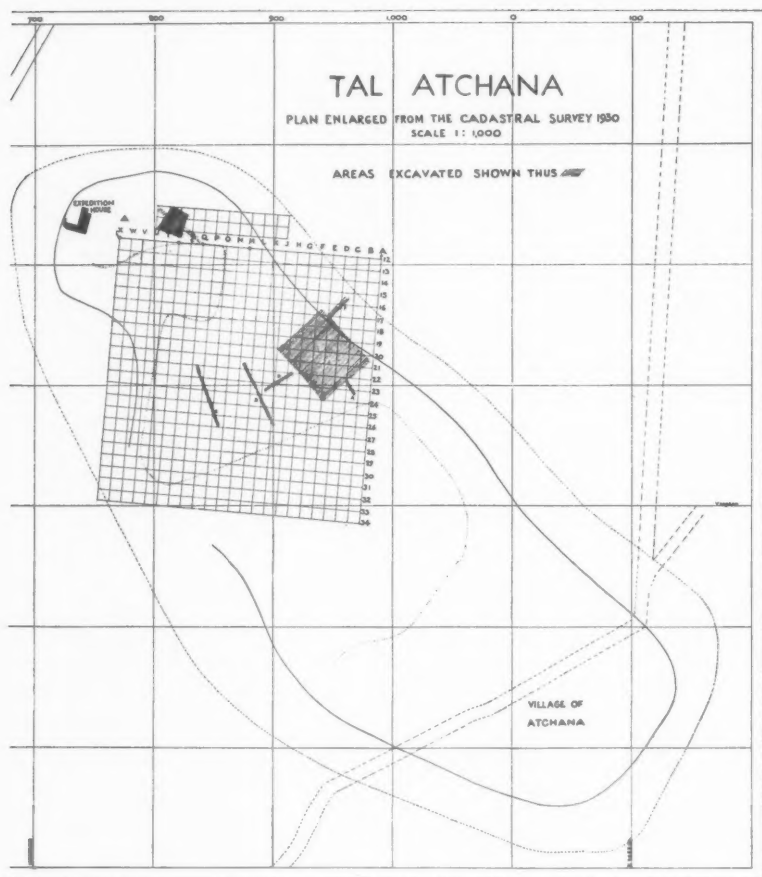 700 800 900 1,000 0 100
TAL ATCHANA
PLAN ENLARGED FROM THE CADASTRAL SURVEY 1930
SCALE 1: 1,000
AREAS EXCAVATED SHOWN THUS
EXPEDITION
HOUSE
X W V U
Q P O N M
J H G F E D C B A
12
13
14
15
16
17
18
19
20
21
22
23
24
25
26
27
28
29
30
31
32
33
34
VILLAGE OF
ATCHANA